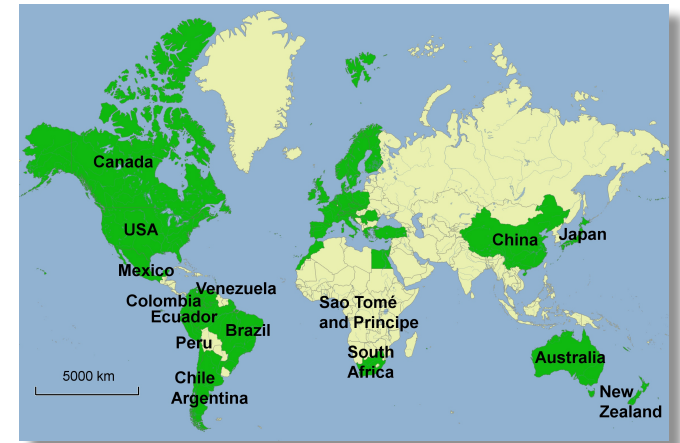 Canada
USA
China
Japan
Mexico
Venezuela
Colombia
Ecuador
Sao Tomé
and Principe
Brazil
Peru
South
Africa
Australia
5000 km
Chile
Argentina
New
Zealand